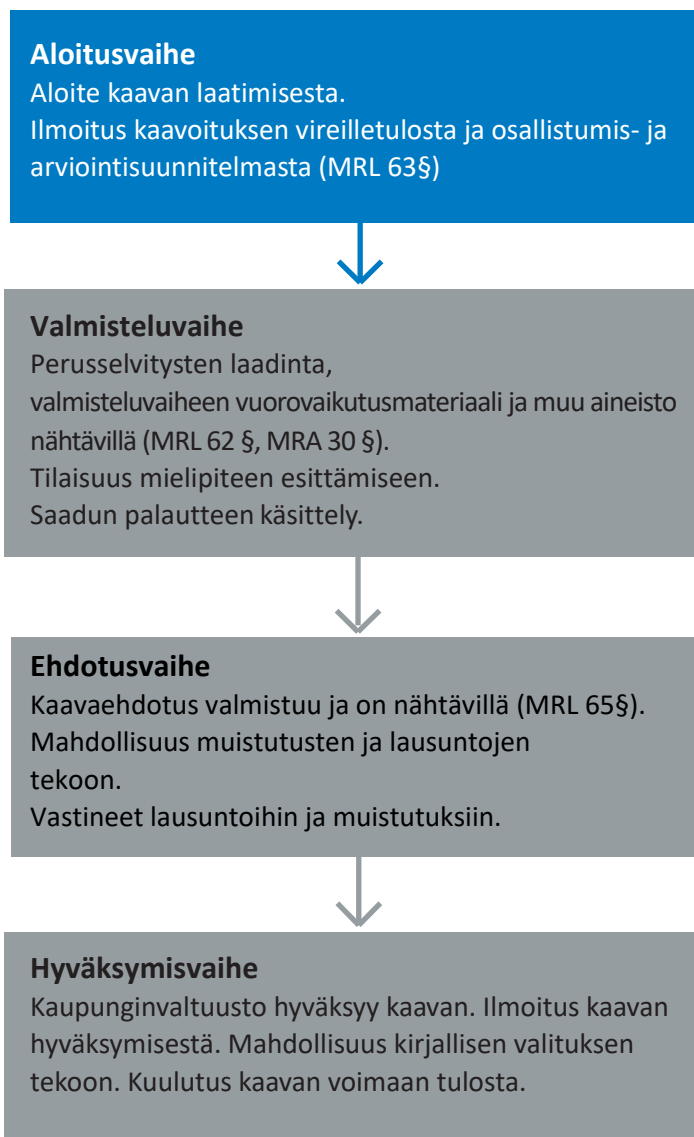 Aloitusvaihe
Aloite kaavan laatimisesta.
Ilmoitus kaavoituksen vireilletulosta ja osallistumis- ja
arviointisuunnitelmasta (MRL 63§)
Valmisteluvaihe
Perusselvitysten laadinta,
valmisteluvaiheen vuorovaikutusmateriaali ja muu aineisto
nähtävillä (MRL 62 §, MRA 30 §).
Tilaisuus mielipiteen esittämiseen.
Saadun palautteen käsittely.
Ehdotusvaihe
Kaavaehdotus valmistuu ja on nähtävillä (MRL 65§).
Mahdollisuus muistutusten ja lausuntojen
tekoon.
Vastineet lausuntoihin ja muistutuksiin.
Hyväksymisvaihe
Kaupunginvaltuusto hyväksyy kaavan. Ilmoitus kaavan
hyväksymisestä. Mahdollisuus kirjallisen valituksen
tekoon. Kuulutus kaavan voimaan tulosta.